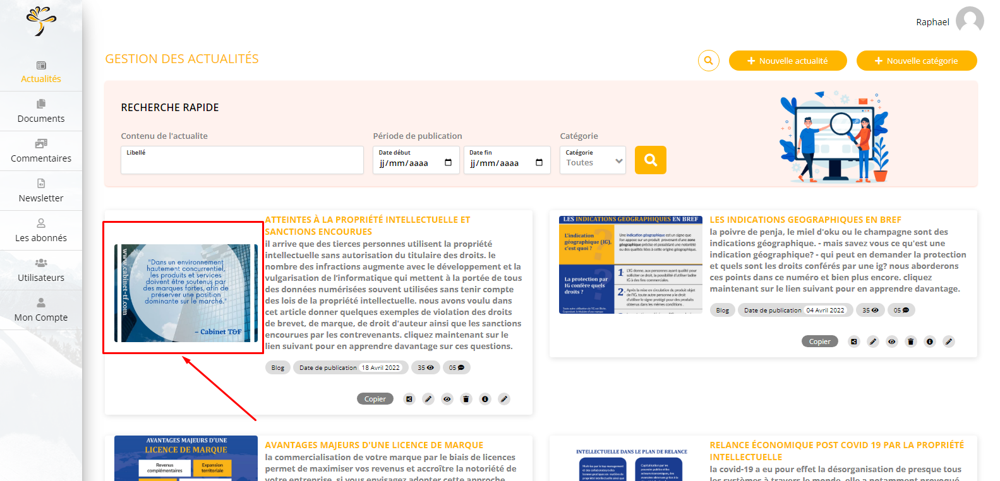 Raphael
GESTION DES ACTUALITÉS
Nouvelle actualité
Nouvelle catégorie
Actualités
Documents
Commentaires
Newsletter
Les abonnés
Utilisateurs
Mon Compte
RECHERCHE RAPIDE
Contenu de l'actualite
Période de publication
Catégorie
Libellé
Date début
jj/mm/aaaa
Date fin
jj/mm/aaaa
Catégorie
Toutes
www.cabinet-tf.com
"Dans un environnement
hautement concurrentiel,
les produits et services
doivent être soutenus par
des marques fortes, afin de
préserver une position
dominante sur le marché."
– Cabinet T&F
ATTEINTES À LA PROPRIÉTÉ INTELLECTUELLE ET
SANCTIONS ENCOURUES
il arrive que des tierces personnes utilisent la propriété
intellectuelle sans autorisation du titulaire des droits. le
nombre des infractions augmente avec le développement et la
vulgarisation de l'informatique qui mettent à la portée de tous
des données numérisées souvent utilisées sans tenir compte
des lois de la propriété intellectuelle. nous avons voulu dans
cet article donner quelques exemples de violation des droits
de brevet, de marque, de droit d'auteur ainsi que les sanctions
encourues par les contrevenants. cliquez maintenant sur le
lien suivant pour en apprendre davantage sur ces questions.
Blog
Date de publication 18 Avril 2022
35
05
Copier
LES INDICATIONS GEOGRAPHIQUES EN BREF
L'indication
géographique (IG),
c'est quoi ?
Une indication géographique est un signe que
l'on appose sur un produit provenant d'une zone
géographique précise et possédant une notoriété
ou des qualités liées à cette origine géographique.
La protection par
IG confère quels
droits ?
1 L'IG donne, aux personnes ayant qualité pour
solliciter ce droit, la possibilité d'utiliser ladite
IG à des fins commerciales.
2 Après la mise en circulation du produit objet
de l'IG, toute autre personne a le droit
d'utiliser le signe protégé pour des produits
obtenus dans les mêmes conditions.
LES INDICATIONS GEOGRAPHIQUES EN BREF
la poivre de penja, le miel d'oku ou le champagne sont des
indications géographique. - mais savez vous ce qu'est une
indication géographique? - qui peut en demander la protection
et quels sont les droits conférés par une ig? nous aborderons
ces points dans ce numéro et bien plus encore. cliquez
maintenant sur le lien suivant pour en apprendre davantage.
Blog
Date de publication 04 Avril 2022
35
05
Copier
AVANTAGES MAJEURS D'UNE
LICENCE DE MARQUE
Revenus
complémentaires
Expansion
territoriale
AVANTAGES MAJEURS D'UNE LICENCE DE MARQUE
la commercialisation de votre marque par le biais de licences
permet de maximiser vos revenus et accroître la notoriété de
votre entreprise. si vous envisagez adopter cette approche
INTELLECTUELLE DANS LE PLAN DE RELANCE
RELANCE ÉCONOMIQUE POST COVID 19 PAR LA PROPRIÉTÉ
INTELLECTUELLE
la covid-19 a eu pour effet la désorganisation de presque tous
les systèmes à travers le monde. elle a notamment provoqué